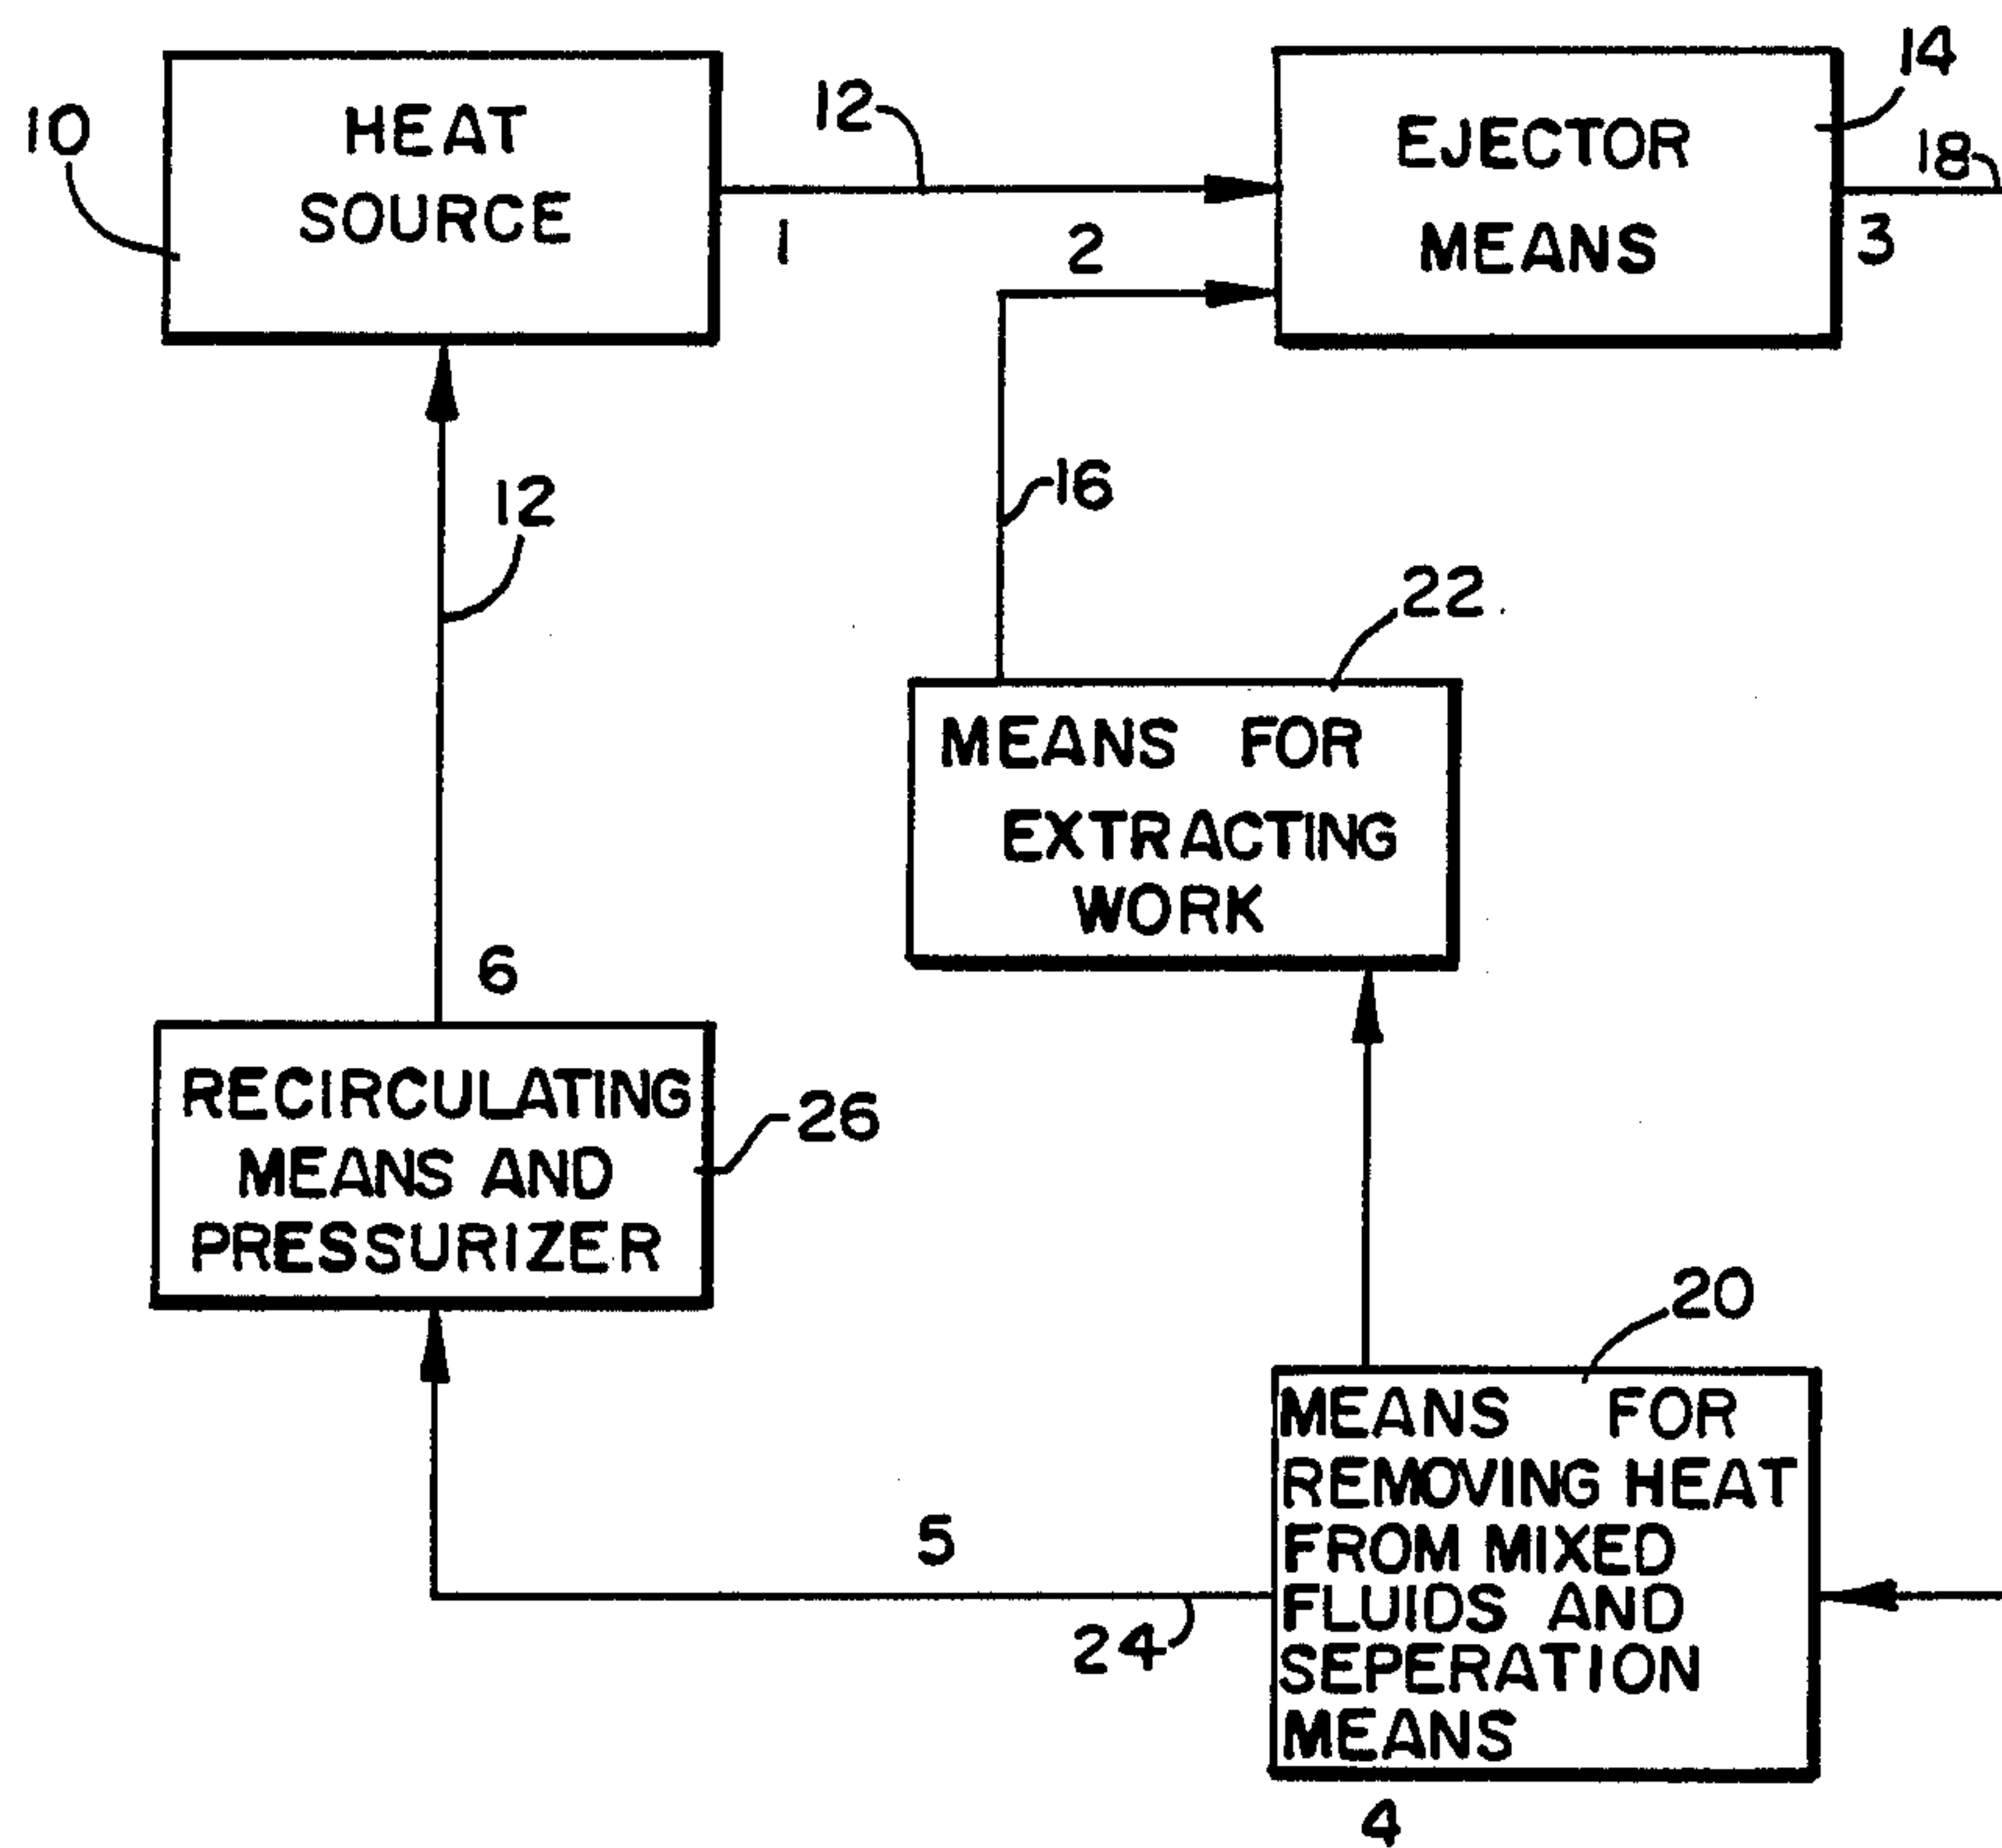 10
HEAT
SOURCE
12
1
2
EJECTOR
MEANS
14
18
3
12
16
22
MEANS FOR
EXTRACTING
WORK
6
RECIRCULATING
MEANS AND
PRESSURIZER
26
5
24
20
MEANS FOR
REMOVING HEAT
FROM MIXED
FLUIDS AND
SEPERATION
MEANS
4